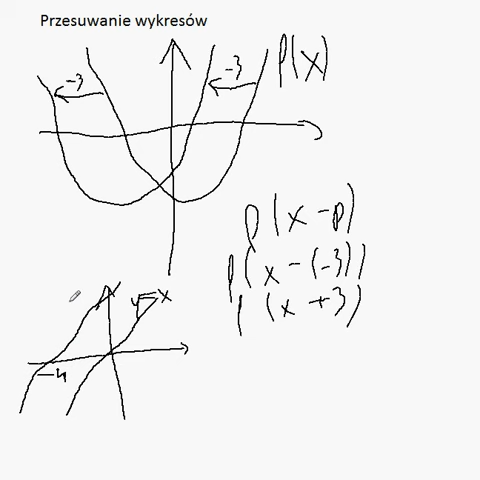 Przesuwanie wykresów
-3
-3
p(x)
p(x-p)
p(x-(-3))
p(x+3)
y=x
-4